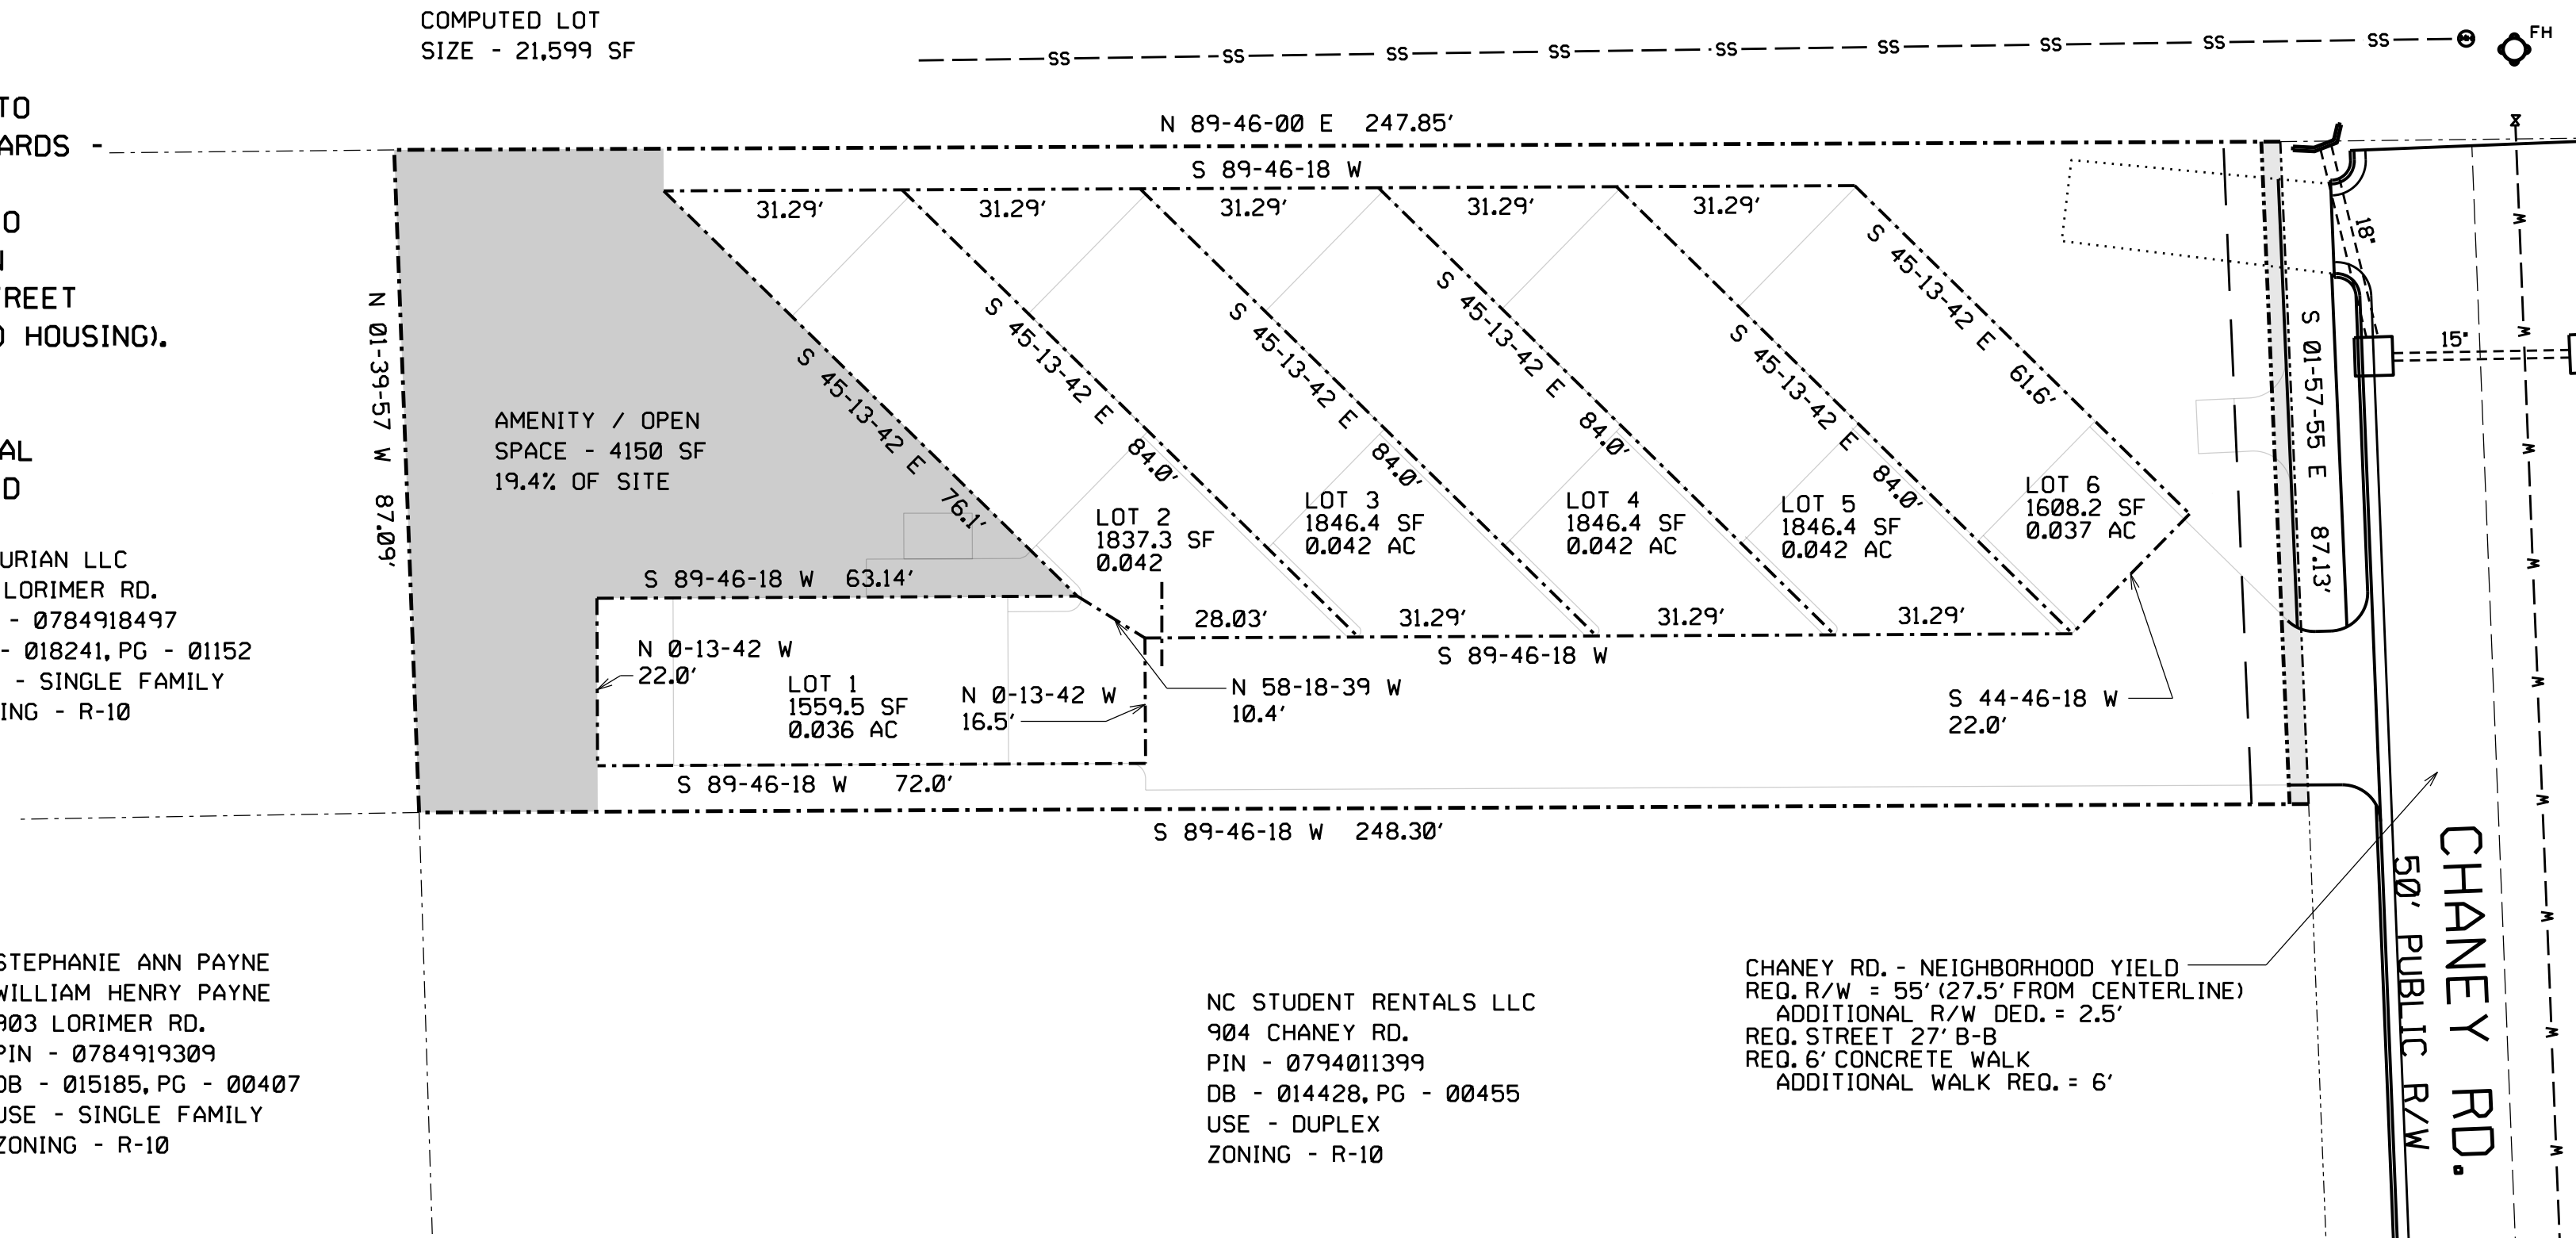 COMPUTED LOT
SIZE - 21,599 SF
SS SS SS SS SS SS SS SS SS
FH
TO
ARDS -
O
N
REET
HOUSING).
AL
D
N 89-46-00 E 247.85'
S 89-46-18 W
31.29' 31.29' 31.29' 31.29' 31.29'
N 01-39-57 W 87.09'
AMENITY / OPEN
SPACE - 4150 SF
19.4% OF SITE
S 45-13-42 E 76.1'
S 45-13-42 E 84.0'
S 45-13-42 E 84.0'
S 45-13-42 E 84.0'
S 45-13-42 E 84.0'
S 45-13-42 E 61.6'
LOT 2
1837.3 SF
0.042
LOT 3
1846.4 SF
0.042 AC
LOT 4
1846.4 SF
0.042 AC
LOT 5
1846.4 SF
0.042 AC
LOT 6
1608.2 SF
0.037 AC
18"
15"
S 01-57-55 E 87.13'
W W W W W W W W W W
S 89-46-18 W 63.14'
28.03' 31.29' 31.29' 31.29'
S 89-46-18 W
N 0-13-42 W
22.0'
LOT 1
1559.5 SF
0.036 AC
N 0-13-42 W
16.5'
N 58-18-39 W
10.4'
S 44-46-18 W
22.0'
S 89-46-18 W 72.0'
S 89-46-18 W 248.30'
URIAN LLC
LORIMER RD.
- 0784918497
- 018241, PG - 01152
- SINGLE FAMILY
ING - R-10
STEPHANIE ANN PAYNE
WILLIAM HENRY PAYNE
903 LORIMER RD.
PIN - 0784919309
DB - 015185, PG - 00407
USE - SINGLE FAMILY
ZONING - R-10
NC STUDENT RENTALS LLC
904 CHANEY RD.
PIN - 0794011399
DB - 014428, PG - 00455
USE - DUPLEX
ZONING - R-10
CHANEY RD. - NEIGHBORHOOD YIELD
REQ. R/W = 55' (27.5' FROM CENTERLINE)
ADDITIONAL R/W DED. = 2.5'
REQ. STREET 27' B-B
REQ. 6' CONCRETE WALK
ADDITIONAL WALK REQ. = 6'
CHANEY RD.
50' PUBLIC R/W